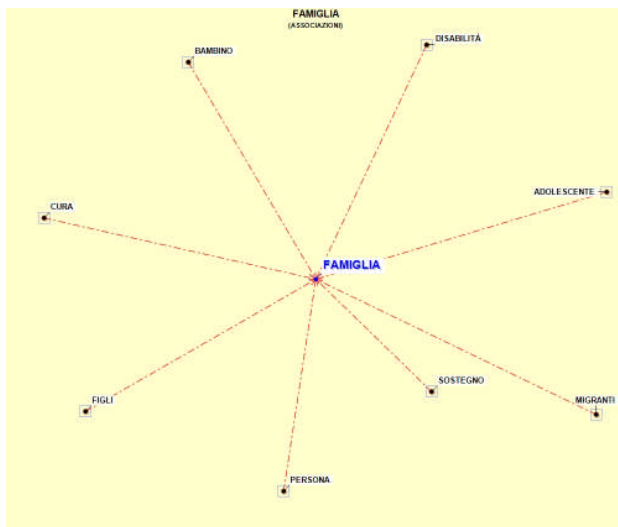 FAMIGLIA
(ASSOCIAZIONI)
DISABILITÀ
BAMBINO
ADOLESCENTE
CURA
FAMIGLIA
SOSTEGNO
FIGLI
MIGRANTI
PERSONA